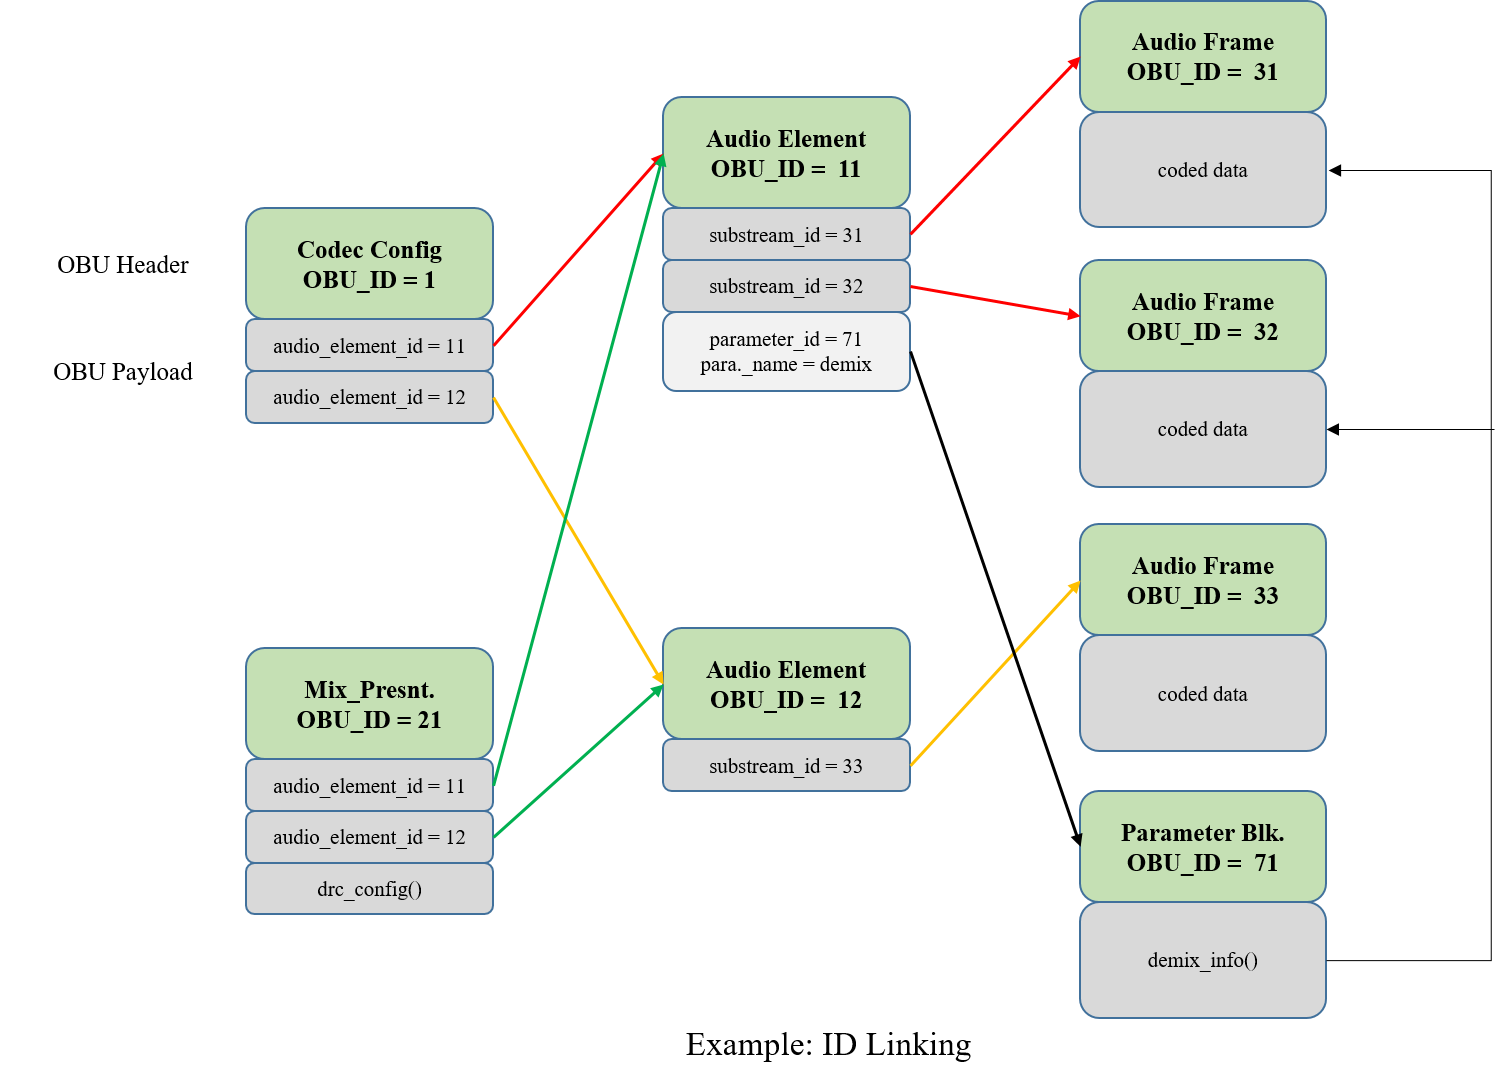 OBU Header
OBU Payload
Codec Config
OBU_ID = 1
audio_element_id = 11
audio_element_id = 12
Mix_Presnt.
OBU_ID = 21
audio_element_id = 11
audio_element_id = 12
drc_config()
Audio Element
OBU_ID = 11
substream_id = 31
substream_id = 32
parameter_id = 71
para._name = demix
Audio Element
OBU_ID = 12
substream_id = 33
Audio Frame
OBU_ID = 31
coded data
Audio Frame
OBU_ID = 32
coded data
Audio Frame
OBU_ID = 33
coded data
Parameter Blk.
OBU_ID = 71
demix_info()
Example: ID Linking